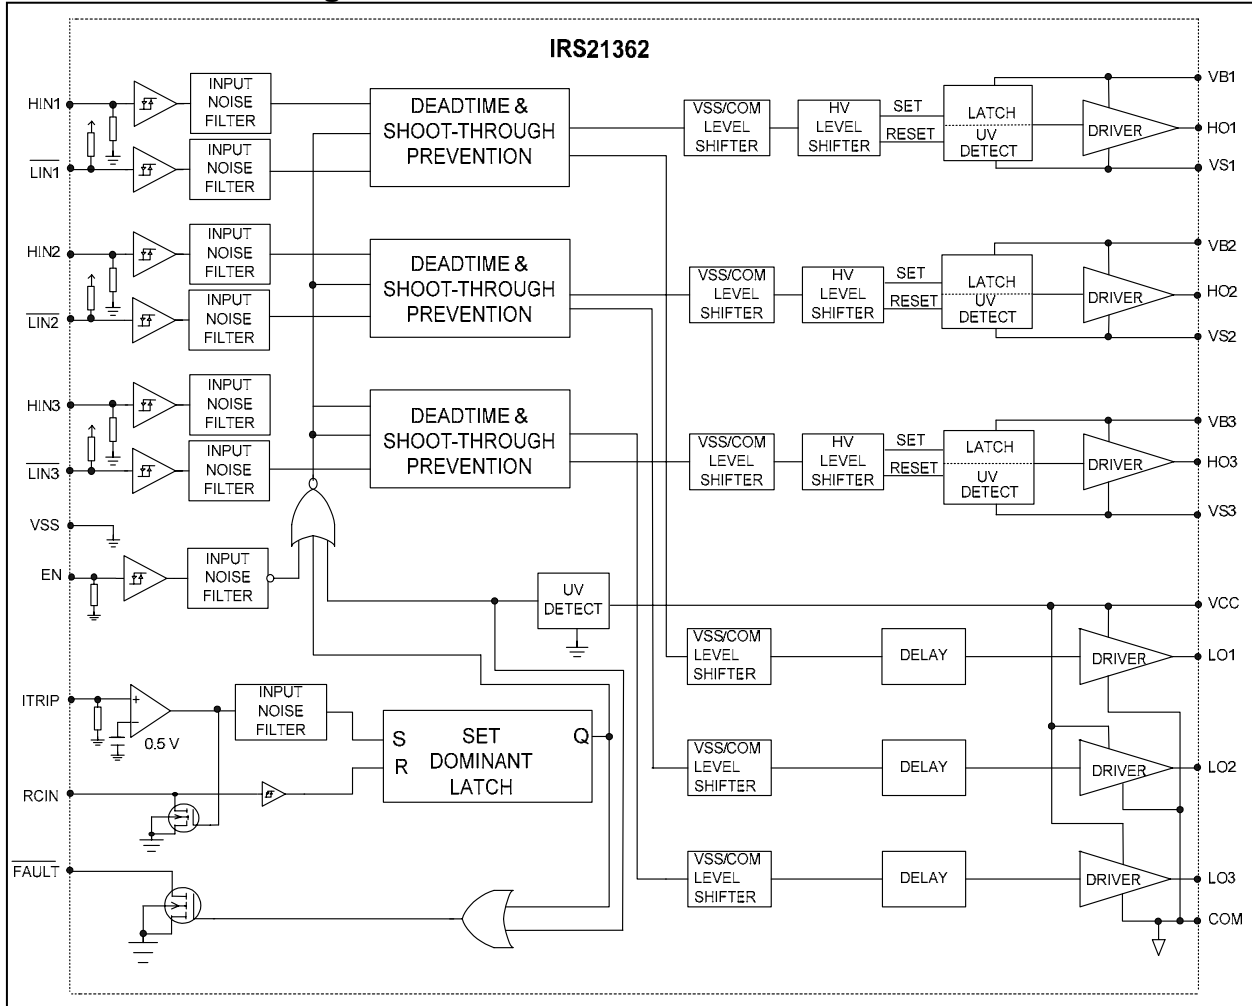 IRS21362
HIN1
INPUT
NOISE
FILTER
DEADTIME &
SHOOT-THROUGH
PREVENTION
VSS/COM
LEVEL
SHIFTER
HV
LEVEL
SHIFTER
SET
RESET
LATCH
UV
DETECT
DRIVER
VB1
HO1
VS1
LIN1
INPUT
NOISE
FILTER
HIN2
INPUT
NOISE
FILTER
DEADTIME &
SHOOT-THROUGH
PREVENTION
VSS/COM
LEVEL
SHIFTER
HV
LEVEL
SHIFTER
SET
RESET
LATCH
UV
DETECT
DRIVER
VB2
HO2
VS2
LIN2
INPUT
NOISE
FILTER
HIN3
INPUT
NOISE
FILTER
DEADTIME &
SHOOT-THROUGH
PREVENTION
VSS/COM
LEVEL
SHIFTER
HV
LEVEL
SHIFTER
SET
RESET
LATCH
UV
DETECT
DRIVER
VB3
HO3
VS3
LIN3
INPUT
NOISE
FILTER
VSS
EN
INPUT
NOISE
FILTER
UV
DETECT
VCC
VSS/COM
LEVEL
SHIFTER
DELAY
DRIVER
LO1
ITRIP
+
−
0.5 V
INPUT
NOISE
FILTER
S
R
SET
DOMINANT
LATCH
Q
VSS/COM
LEVEL
SHIFTER
DELAY
DRIVER
LO2
RCIN
FAULT
VSS/COM
LEVEL
SHIFTER
DELAY
DRIVER
LO3
COM